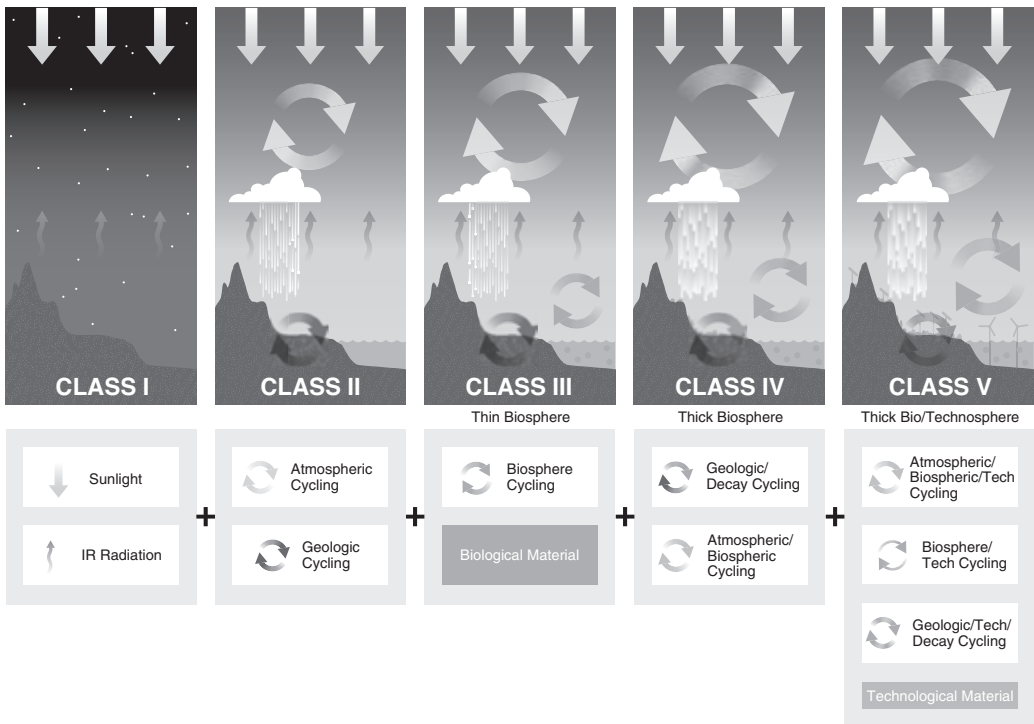 CLASS I
CLASS II
CLASS III
CLASS IV
CLASS V
Thin Biosphere
Thick Biosphere
Thick Bio/Technosphere
Sunlight
IR Radiation
+
Atmospheric
Cycling
Geologic
Cycling
+
Biosphere
Cycling
Biological Material
+
Geologic/
Decay Cycling
Atmospheric/
Biospheric
Cycling
+
Atmospheric/
Biospheric/Tech
Cycling
Biosphere/
Tech Cycling
Geologic/Tech/
Decay Cycling
Technological Material